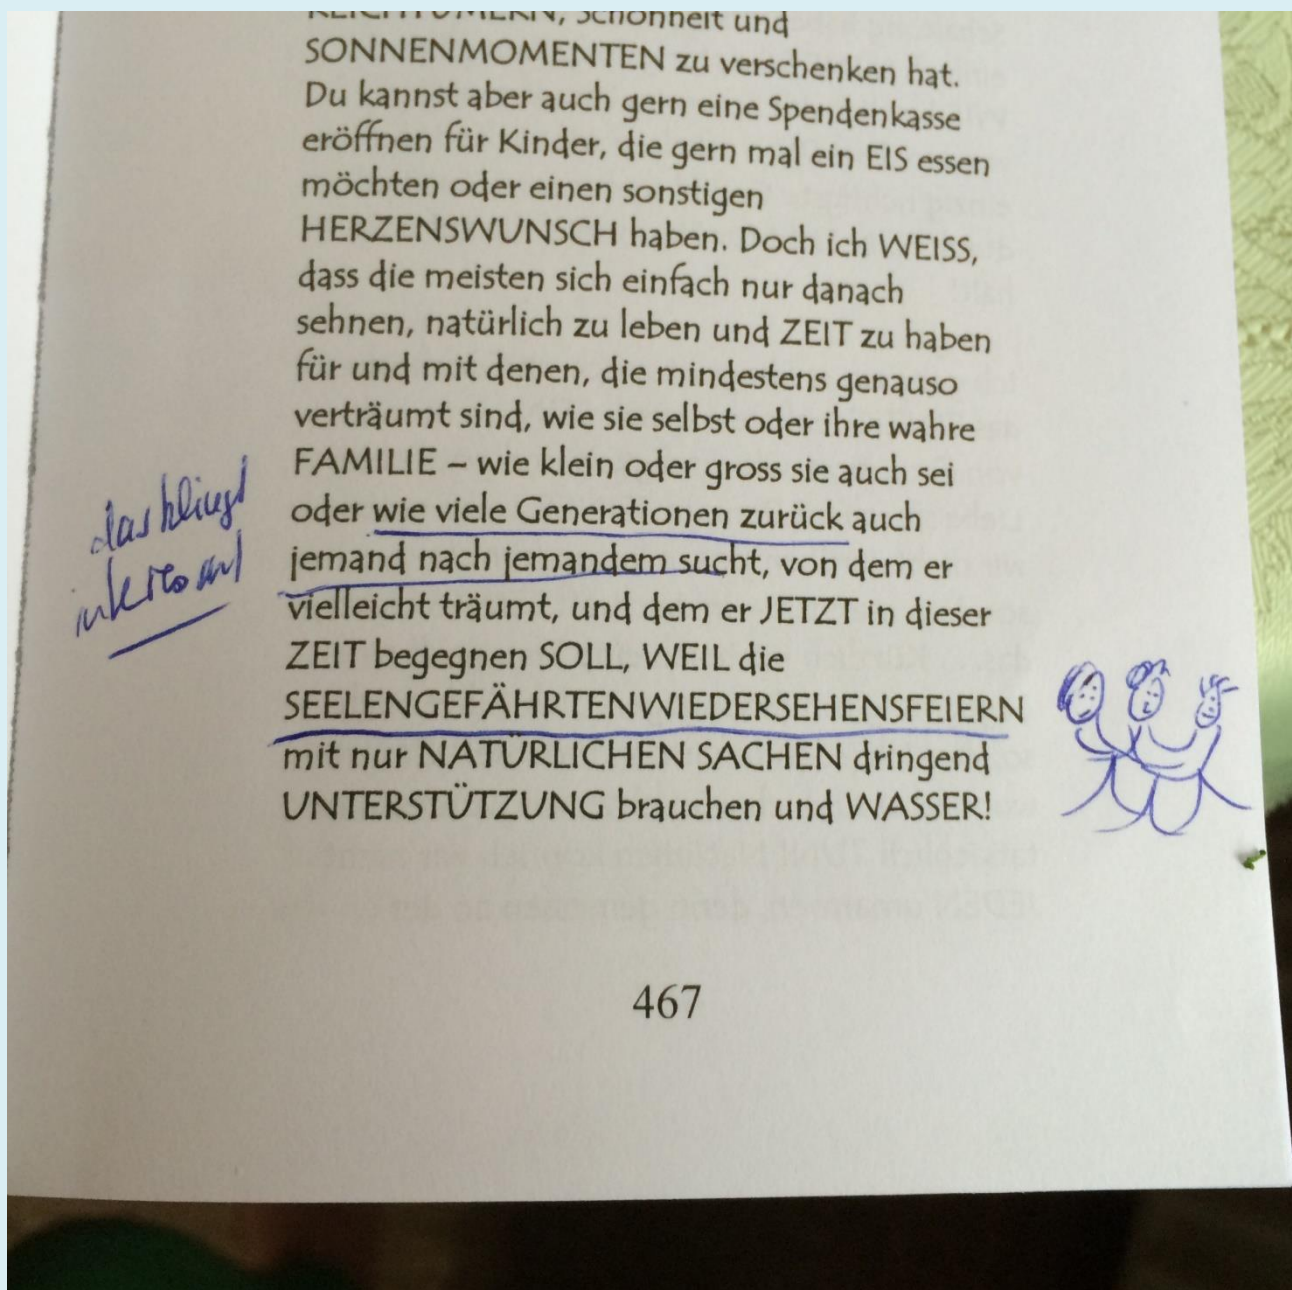 REICHTÜMERN, Schönheit und
SONNENMOMENTEN zu verschenken hat.
Du kannst aber auch gern eine Spendenkasse
eröffnen für Kinder, die gern mal ein EIS essen
möchten oder einen sonstigen
HERZENSWUNSCH haben. Doch ich WEISS,
dass die meisten sich einfach nur danach
sehnen, natürlich zu leben und ZEIT zu haben
für und mit denen, die mindestens genauso
verträumt sind, wie sie selbst oder ihre wahre
FAMILIE – wie klein oder gross sie auch sei
oder wie viele Generationen zurück auch
jemand nach jemandem sucht, von dem er
vielleicht träumt, und dem er JETZT in dieser
ZEIT begegnen SOLL, WEIL die
SEELENGEFÄHRTENWIEDERSEHENSFEIERN
mit nur NATÜRLICHEN SACHEN dringend
UNTERSTÜTZUNG brauchen und WASSER!
das klingt
interessant
467